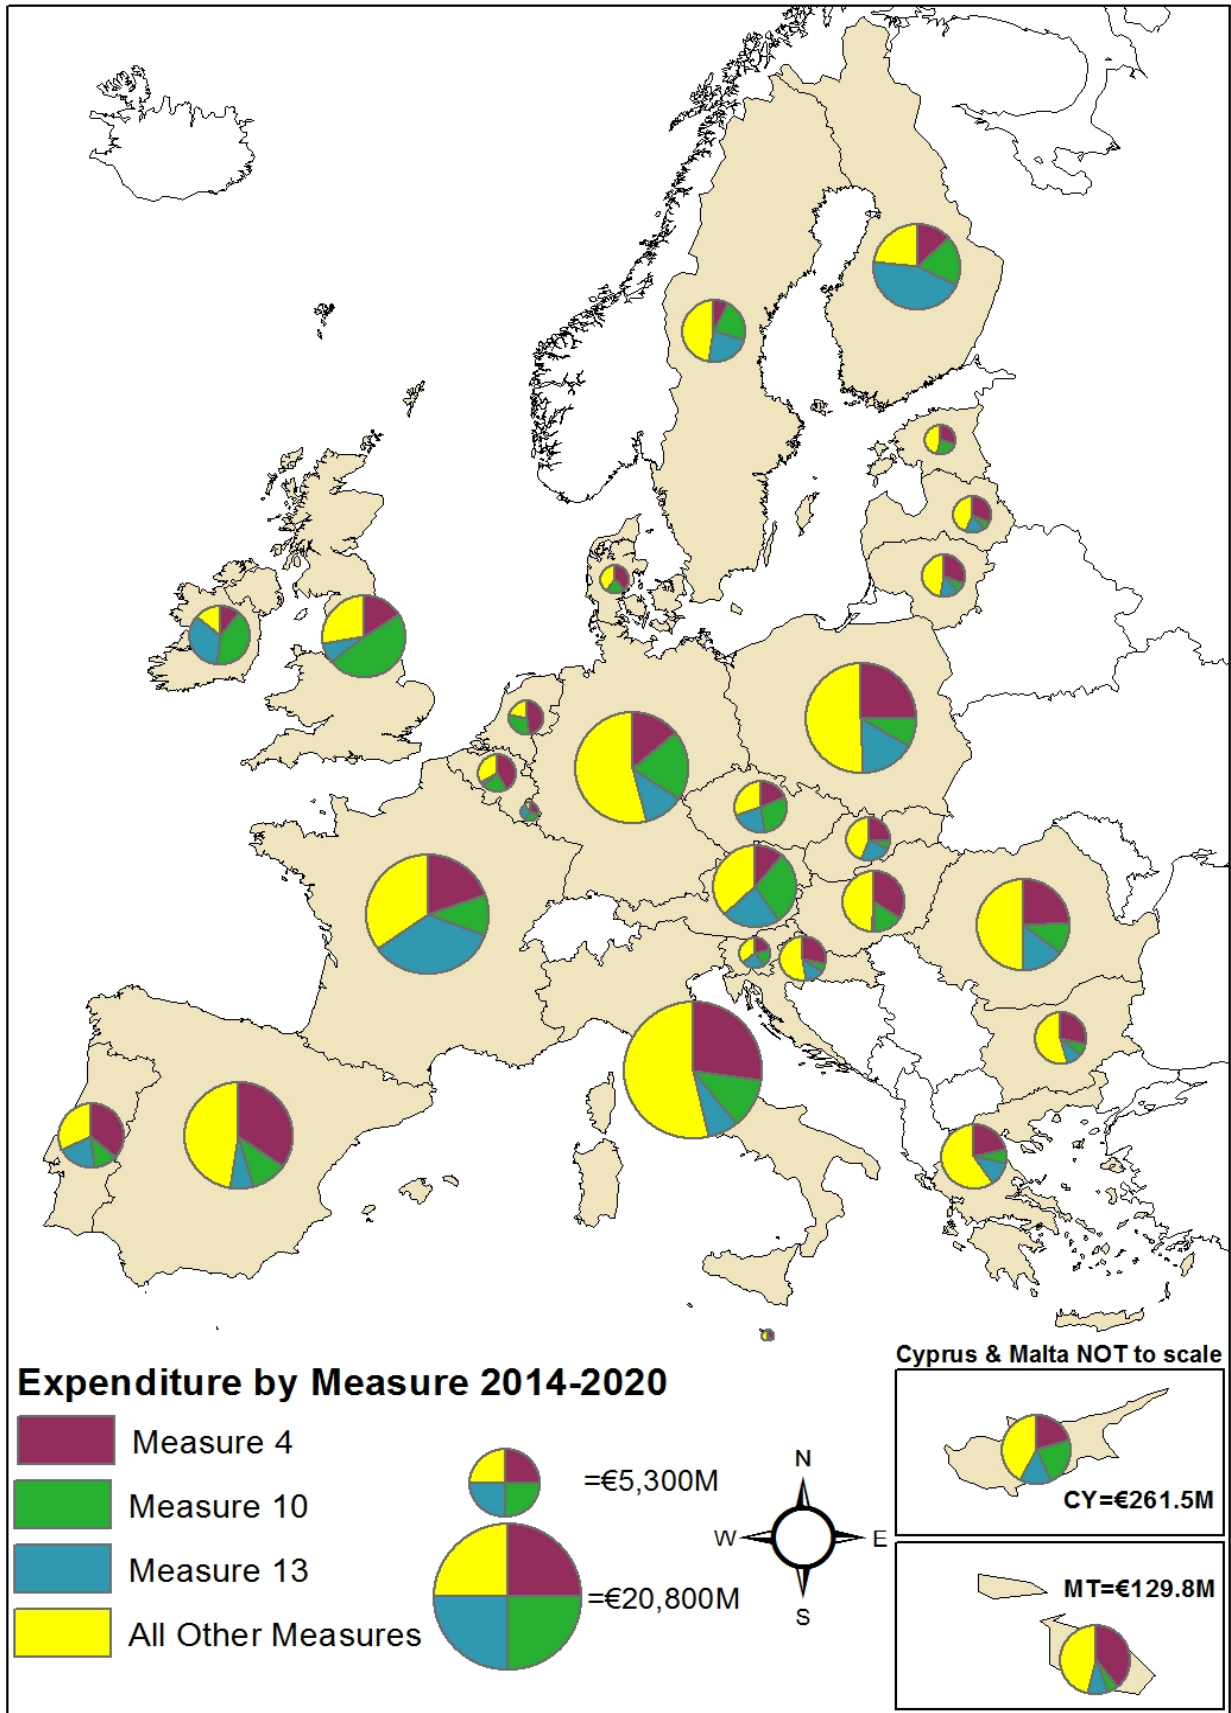 Cyprus & Malta NOT to scale
Expenditure by Measure 2014-2020
Measure 4
Measure 10
Measure 13
All Other Measures
=€5,300M
=€20,800M
N
W
E
S
CY=€261.5M
MT=€129.8M